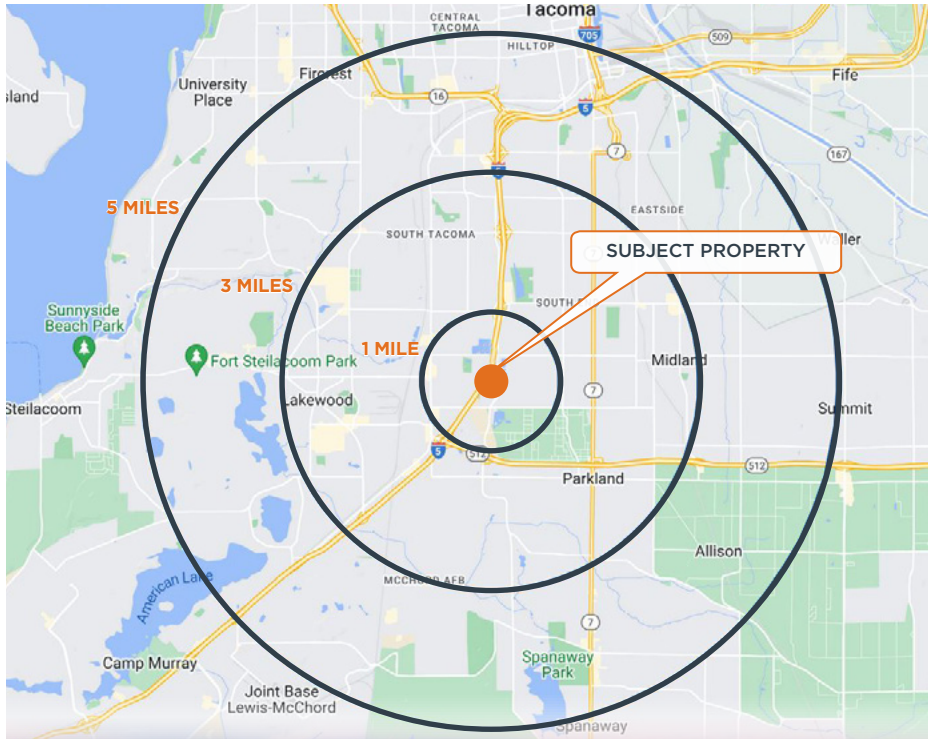 Tacoma
CENTRAL
TACOMA
705
509
HILLTOP
Fircrest
Fife
University
Place
sland
16
5
7
167
5 MILES
EASTSIDE
SOUTH TACOMA
Waller
SUBJECT PROPERTY
7
3 MILES
SOUTH
Sunnyside
Beach Park
1 MILE
Fort Steilacoom Park
Midland
7
Lakewood
Steilacoom
Summit
5
512
512
Parkland
Allison
American Lake
MCCHORD AFB
7
Camp Murray
Spanaway
Park
Joint Base
Lewis-McChord
Spanaway